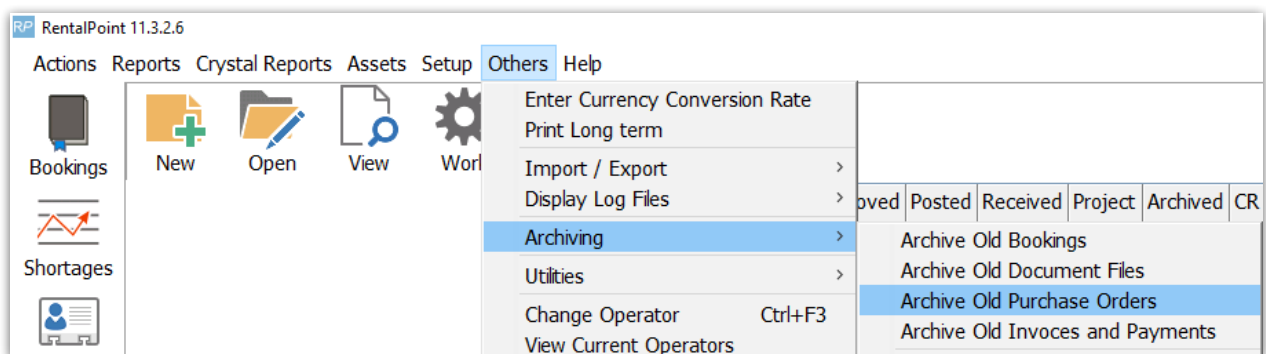 RP RentalPoint 11.3.2.6
Actions Reports Crystal Reports Assets Setup Others Help
Bookings
New
Open
View
Shortages
Enter Currency Conversion Rate
Print Long term
Import / Export >
Display Log Files >
Archiving >
Utilities >
Change Operator Ctrl+F3
View Current Operators
Posted Received Project Archived CR
Archive Old Bookings
Archive Old Document Files
Archive Old Purchase Orders
Archive Old Invoces and Payments